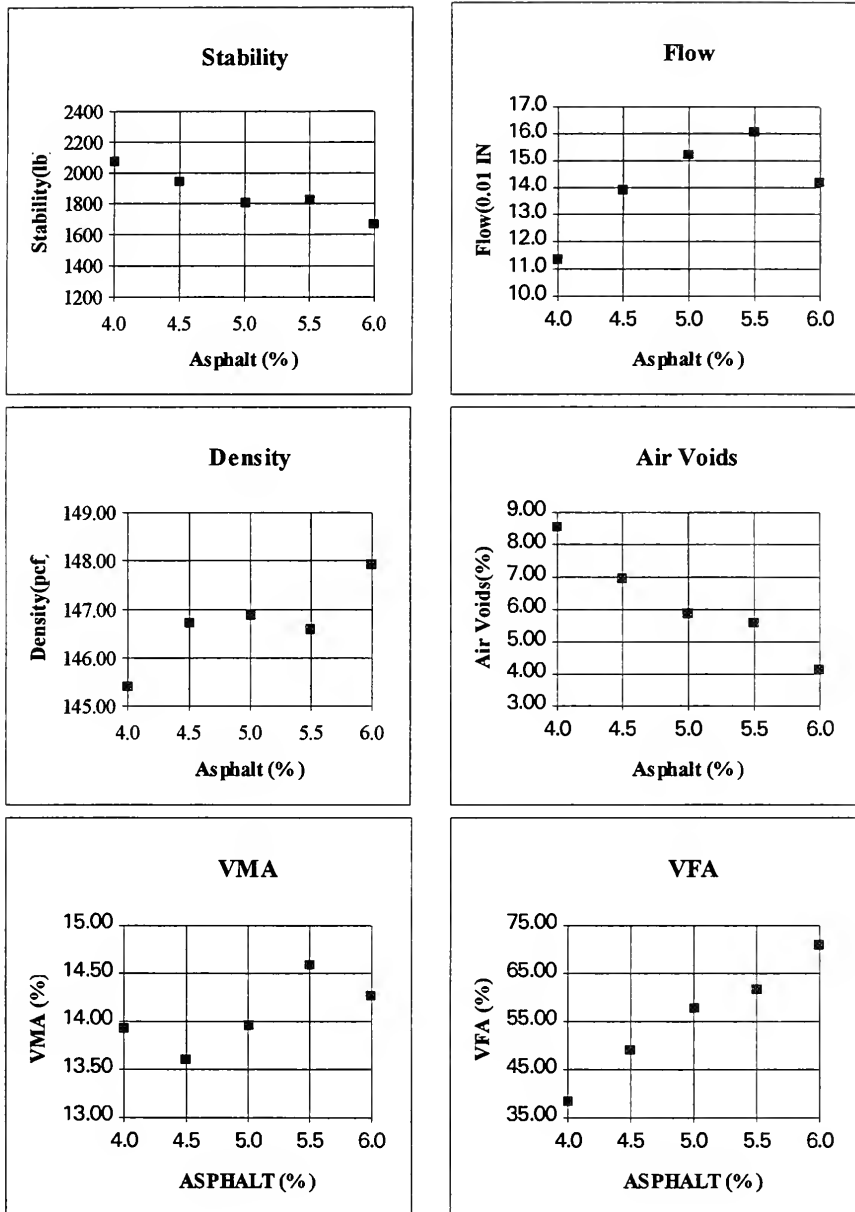 Stability
Stability(lb)
2400
2200
2000
1800
1600
1400
1200
4.0 4.5 5.0 5.5 6.0
Asphalt (%)
Flow
Flow(0.01 IN
17.0
16.0
15.0
14.0
13.0
12.0
11.0
10.0
4.0 4.5 5.0 5.5 6.0
Asphalt (%)
Density
Density(pcf)
149.00
148.00
147.00
146.00
145.00
4.0 4.5 5.0 5.5 6.0
Asphalt (%)
Air Voids
Air Voids(%)
9.00
8.00
7.00
6.00
5.00
4.00
3.00
4.0 4.5 5.0 5.5 6.0
Asphalt (%)
VMA
VMA (%)
15.00
14.50
14.00
13.50
13.00
4.0 4.5 5.0 5.5 6.0
ASPHALT (%)
VFA
VFA (%)
75.00
65.00
55.00
45.00
35.00
4.0 4.5 5.0 5.5 6.0
ASPHALT (%)